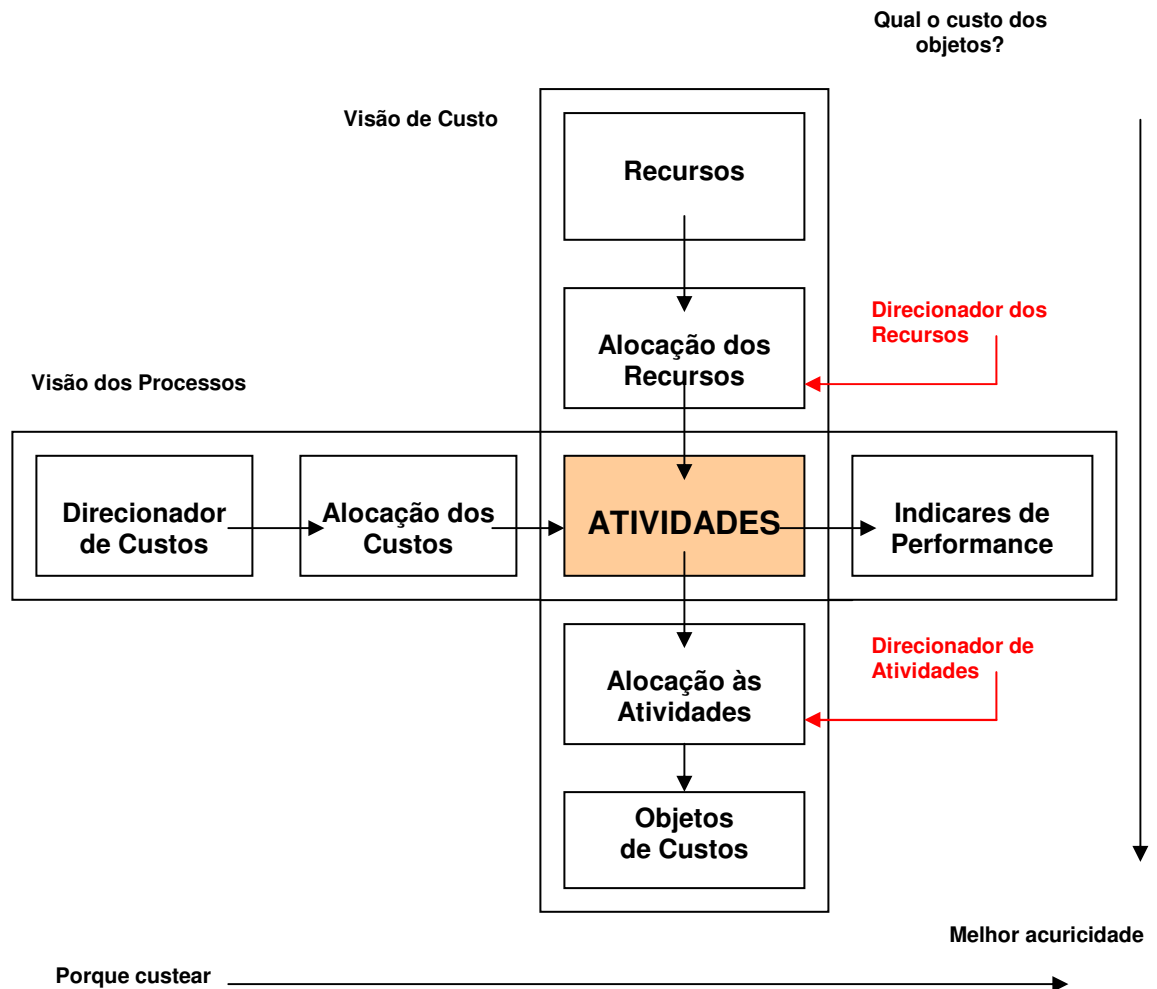 Qual o custo dos
objetos?
Visão de Custo
Recursos
Direcionador dos
Recursos
Alocação dos
Recursos
Visão dos Processos
Direcionador
de Custos
Alocação dos
Custos
ATIVIDADES
Indicares de
Performance
Direcionador de
Atividades
Alocação às
Atividades
Objetos
de Custos
Melhor acuricidade
Porque custear